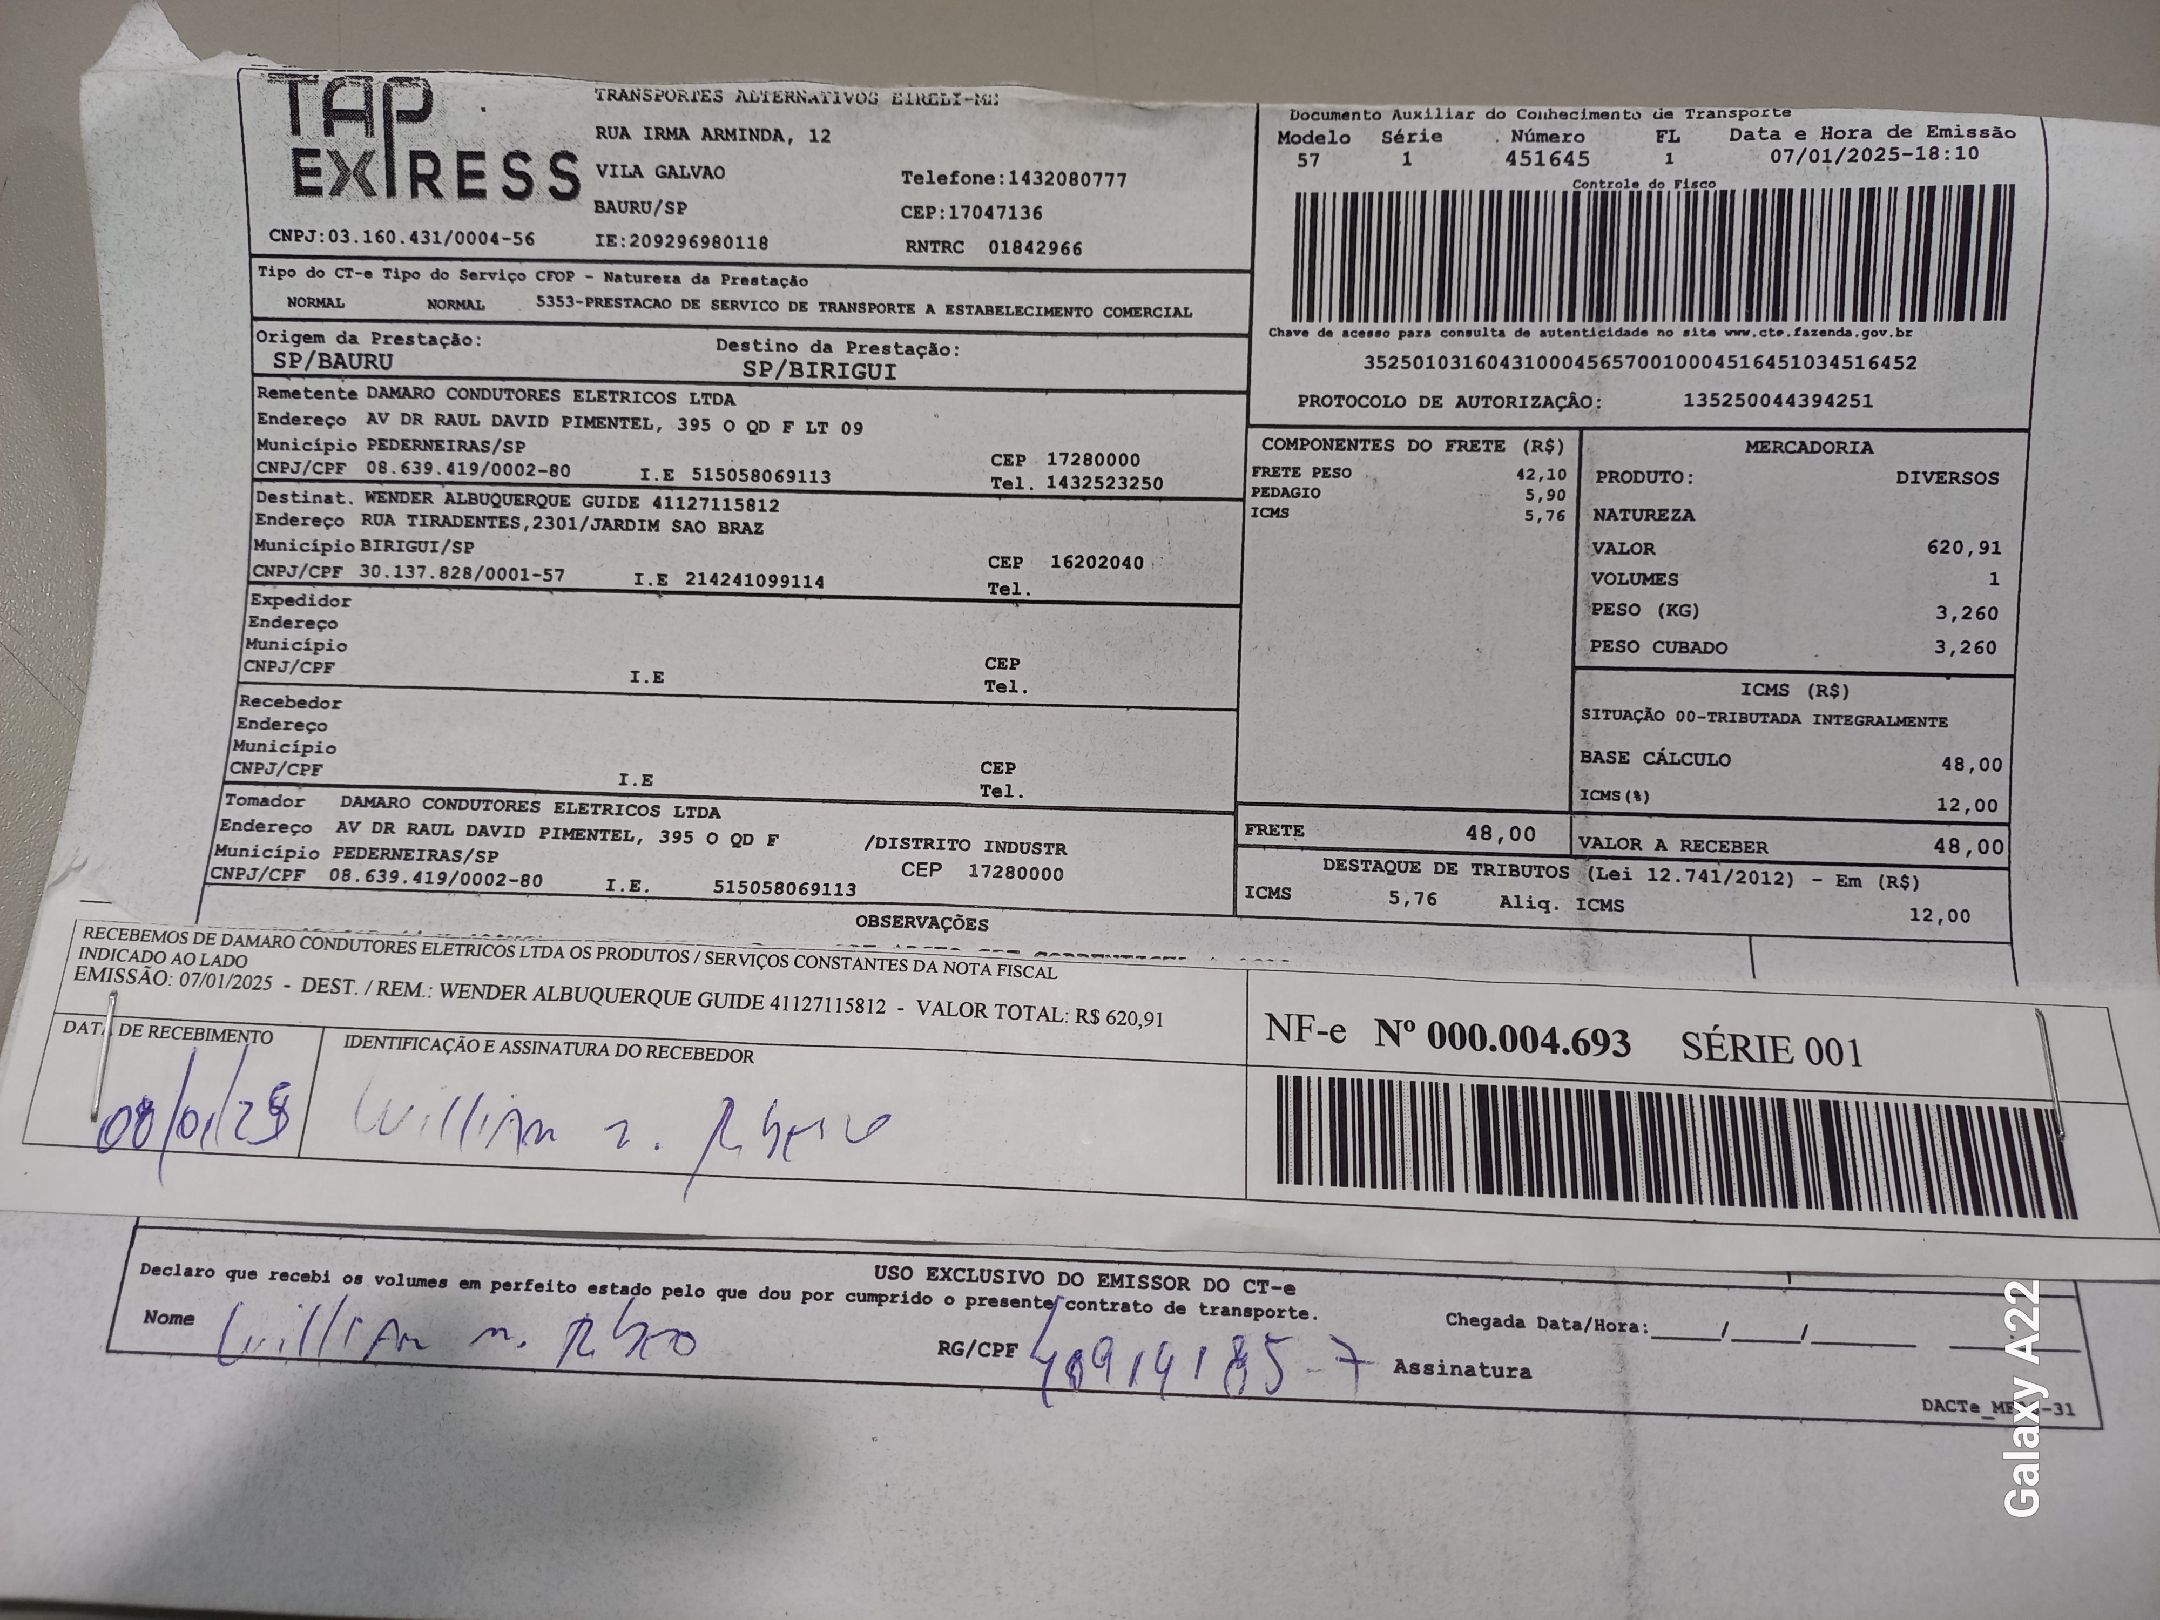 TAP EXPRESS
TRANSPORTES ALTERNATIVOS EIRELI-ME
RUA IRMA ARMINDA, 12
VILA GALVAO
Telefone:1432080777
BAURU/SP
CEP:17047136
CNPJ:03.160.431/0004-56
IE:209296980118
RNTRC 01842966
Documento Auxiliar do Conhecimento de Transporte
Modelo Série Número FL Data e Hora de Emissão
57 1 451645 1 07/01/2025-18:10
Controle do Fisco
Chave de acesso para consulta de autenticidade no site www.cte.fazenda.gov.br
35250103160431000456570010004516451034516452
PROTOCOLO DE AUTORIZAÇÃO: 135250044394251
Tipo do CT-e Tipo do Serviço CFOP - Natureza da Prestação
NORMAL NORMAL 5353-PRESTACAO DE SERVICO DE TRANSPORTE A ESTABELECIMENTO COMERCIAL
Origem da Prestação: Destino da Prestação:
SP/BAURU SP/BIRIGUI
Remetente DAMARO CONDUTORES ELETRICOS LTDA
Endereço AV DR RAUL DAVID PIMENTEL, 395 O QD F LT 09
Município PEDERNEIRAS/SP CEP 17280000
CNPJ/CPF 08.639.419/0002-80 I.E 515058069113 Tel. 1432523250
Destinat. WENDER ALBUQUERQUE GUIDE 41127115812
Endereço RUA TIRADENTES,2301/JARDIM SAO BRAZ
Município BIRIGUI/SP CEP 16202040
CNPJ/CPF 30.137.828/0001-57 I.E 214241099114 Tel.
Expedidor
Endereço
Município CEP
CNPJ/CPF I.E Tel.
Recebedor
Endereço
Município CEP
CNPJ/CPF I.E Tel.
Tomador DAMARO CONDUTORES ELETRICOS LTDA
Endereço AV DR RAUL DAVID PIMENTEL, 395 O QD F /DISTRITO INDUSTR
Município PEDERNEIRAS/SP CEP 17280000
CNPJ/CPF 08.639.419/0002-80 I.E. 515058069113
COMPONENTES DO FRETE (R$)
FRETE PESO 42,10
PEDAGIO 5,90
ICMS 5,76
MERCADORIA
PRODUTO: DIVERSOS
NATUREZA
VALOR 620,91
VOLUMES 1
PESO (KG) 3,260
PESO CUBADO 3,260
ICMS (R$)
SITUAÇÃO 00-TRIBUTADA INTEGRALMENTE
BASE CÁLCULO 48,00
ICMS(%) 12,00
FRETE 48,00 VALOR A RECEBER 48,00
DESTAQUE DE TRIBUTOS (Lei 12.741/2012) - Em (R$)
ICMS 5,76 Aliq. ICMS 12,00
OBSERVAÇÕES
RECEBEMOS DE DAMARO CONDUTORES ELETRICOS LTDA OS PRODUTOS / SERVIÇOS CONSTANTES DA NOTA FISCAL
INDICADO AO LADO
EMISSÃO: 07/01/2025 - DEST. / REM.: WENDER ALBUQUERQUE GUIDE 41127115812 - VALOR TOTAL: R$ 620,91
DATA DE RECEBIMENTO IDENTIFICAÇÃO E ASSINATURA DO RECEBEDOR
08/01/25 Willian
NF-e Nº 000.004.693 SÉRIE 001
USO EXCLUSIVO DO EMISSOR DO CT-e
Declaro que recebi os volumes em perfeito estado pelo que dou por cumprido o presente contrato de transporte.
Nome Willian m. RG/CPF Chegada Data/Hora:____/____/______
Assinatura
Galaxy A22